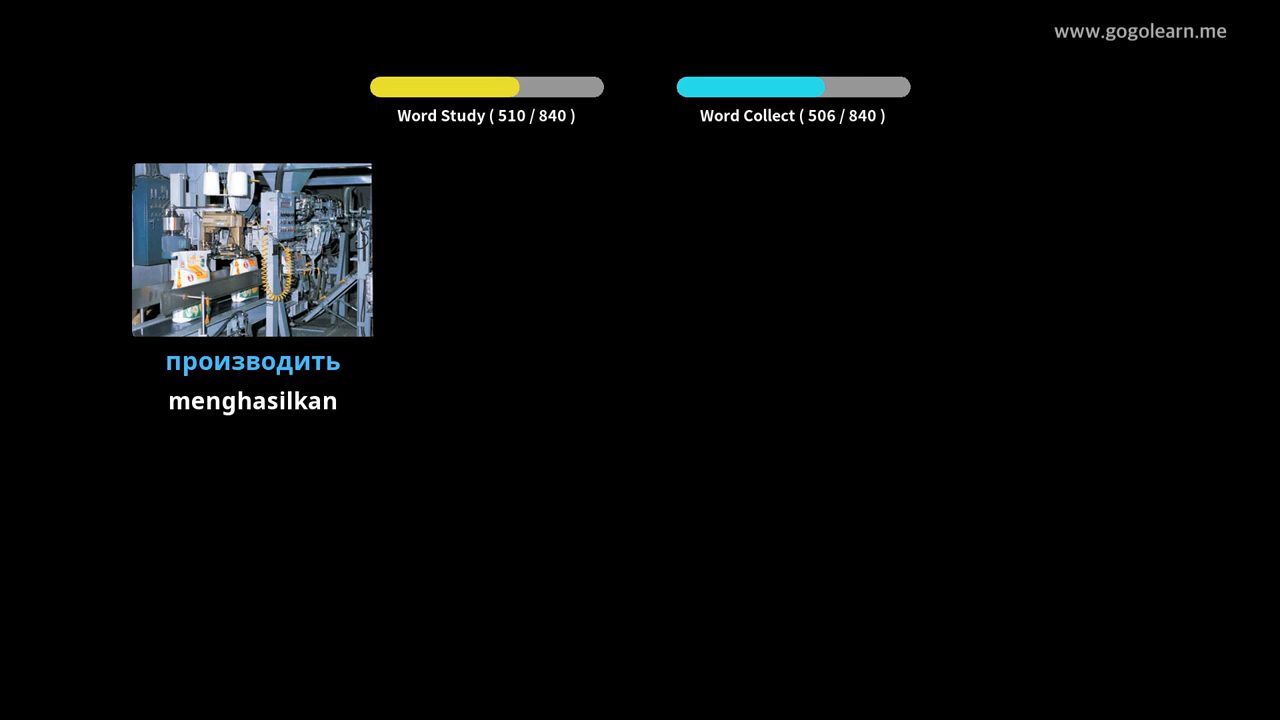 www.gogolearn.me
Word Study ( 510 / 840 )
Word Collect ( 506 / 840 )
производить
menghasilkan